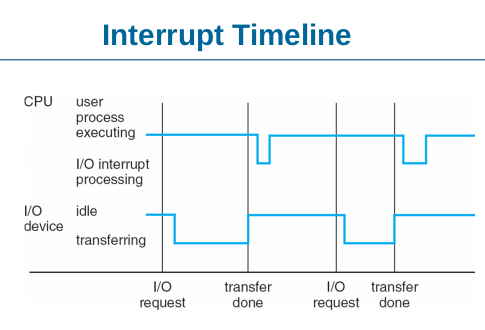 Interrupt Timeline
CPU
user
process
executing
I/O interrupt
processing
I/O
device
idle
transferring
I/O
request
transfer
done
I/O
request
transfer
done